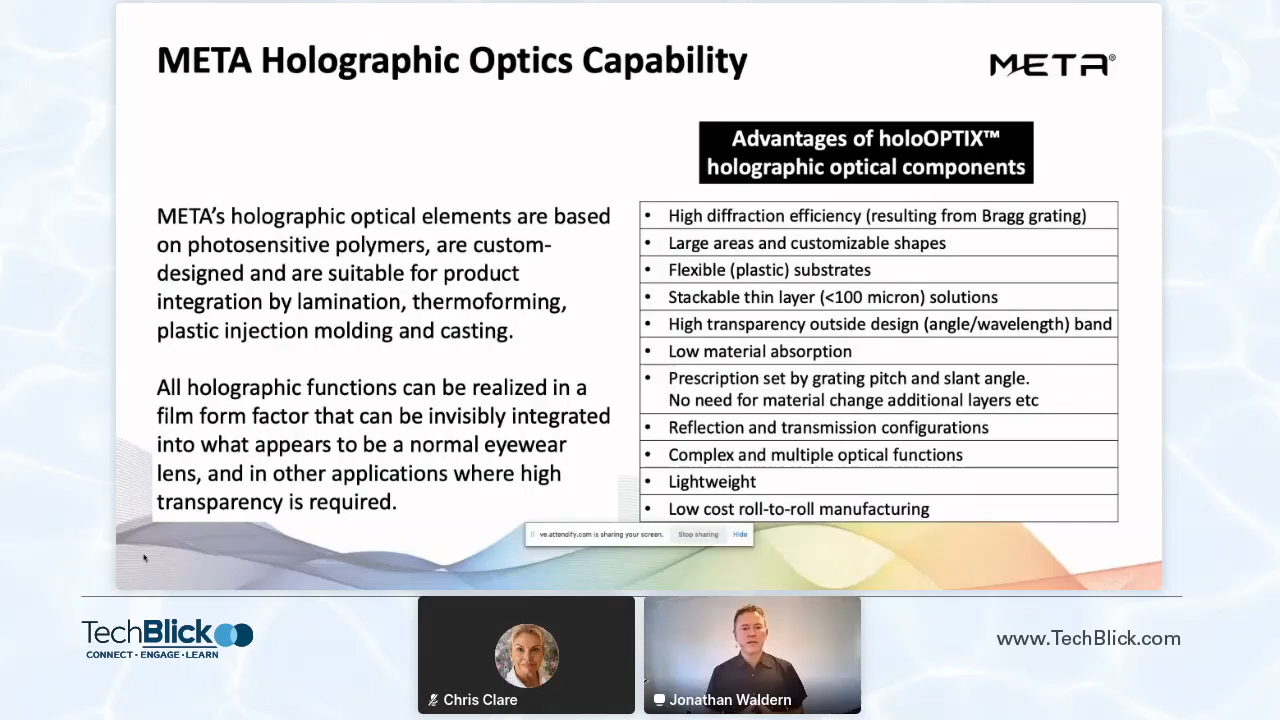 META Holographic Optics Capability
META®
Advantages of holoOPTIX™
holographic optical components
META's holographic optical elements are based
on photosensitive polymers, are custom-
designed and are suitable for product
integration by lamination, thermoforming,
plastic injection molding and casting.
All holographic functions can be realized in a
film form factor that can be invisibly integrated
into what appears to be a normal eyewear
lens, and in other applications where high
transparency is required.
• High diffraction efficiency (resulting from Bragg grating)
• Large areas and customizable shapes
• Flexible (plastic) substrates
• Stackable thin layer (<100 micron) solutions
• High transparency outside design (angle/wavelength) band
• Low material absorption
• Prescription set by grating pitch and slant angle.
No need for material change additional layers etc
• Reflection and transmission configurations
• Complex and multiple optical functions
• Lightweight
• Low cost roll-to-roll manufacturing
ve.attendify.com is sharing your screen. Stop sharing Hide
TechBlick
CONNECT · ENGAGE · LEARN
Chris Clare
Jonathan Waldern
www.TechBlick.com